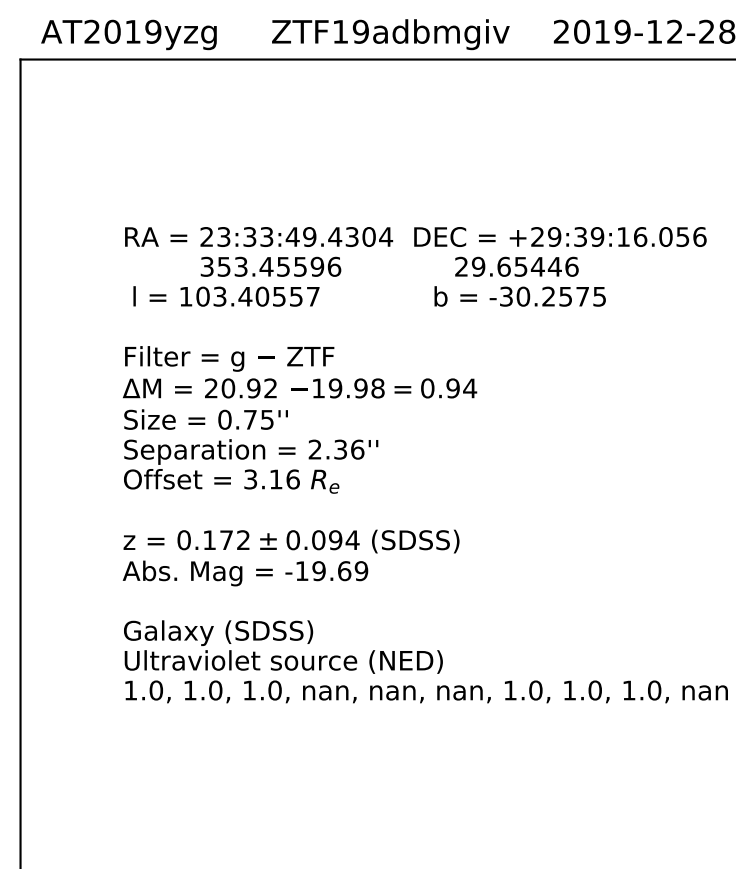 AT2019yzg ZTF19adbmgiv 2019-12-28
RA = 23:33:49.4304 DEC = +29:39:16.056
353.45596 29.65446
l = 103.40557 b = -30.2575
Filter = g − ZTF
ΔM = 20.92 −19.98 = 0.94
Size = 0.75''
Separation = 2.36''
Offset = 3.16 Re
z = 0.172 ± 0.094 (SDSS)
Abs. Mag = -19.69
Galaxy (SDSS)
Ultraviolet source (NED)
1.0, 1.0, 1.0, nan, nan, nan, 1.0, 1.0, 1.0, nan